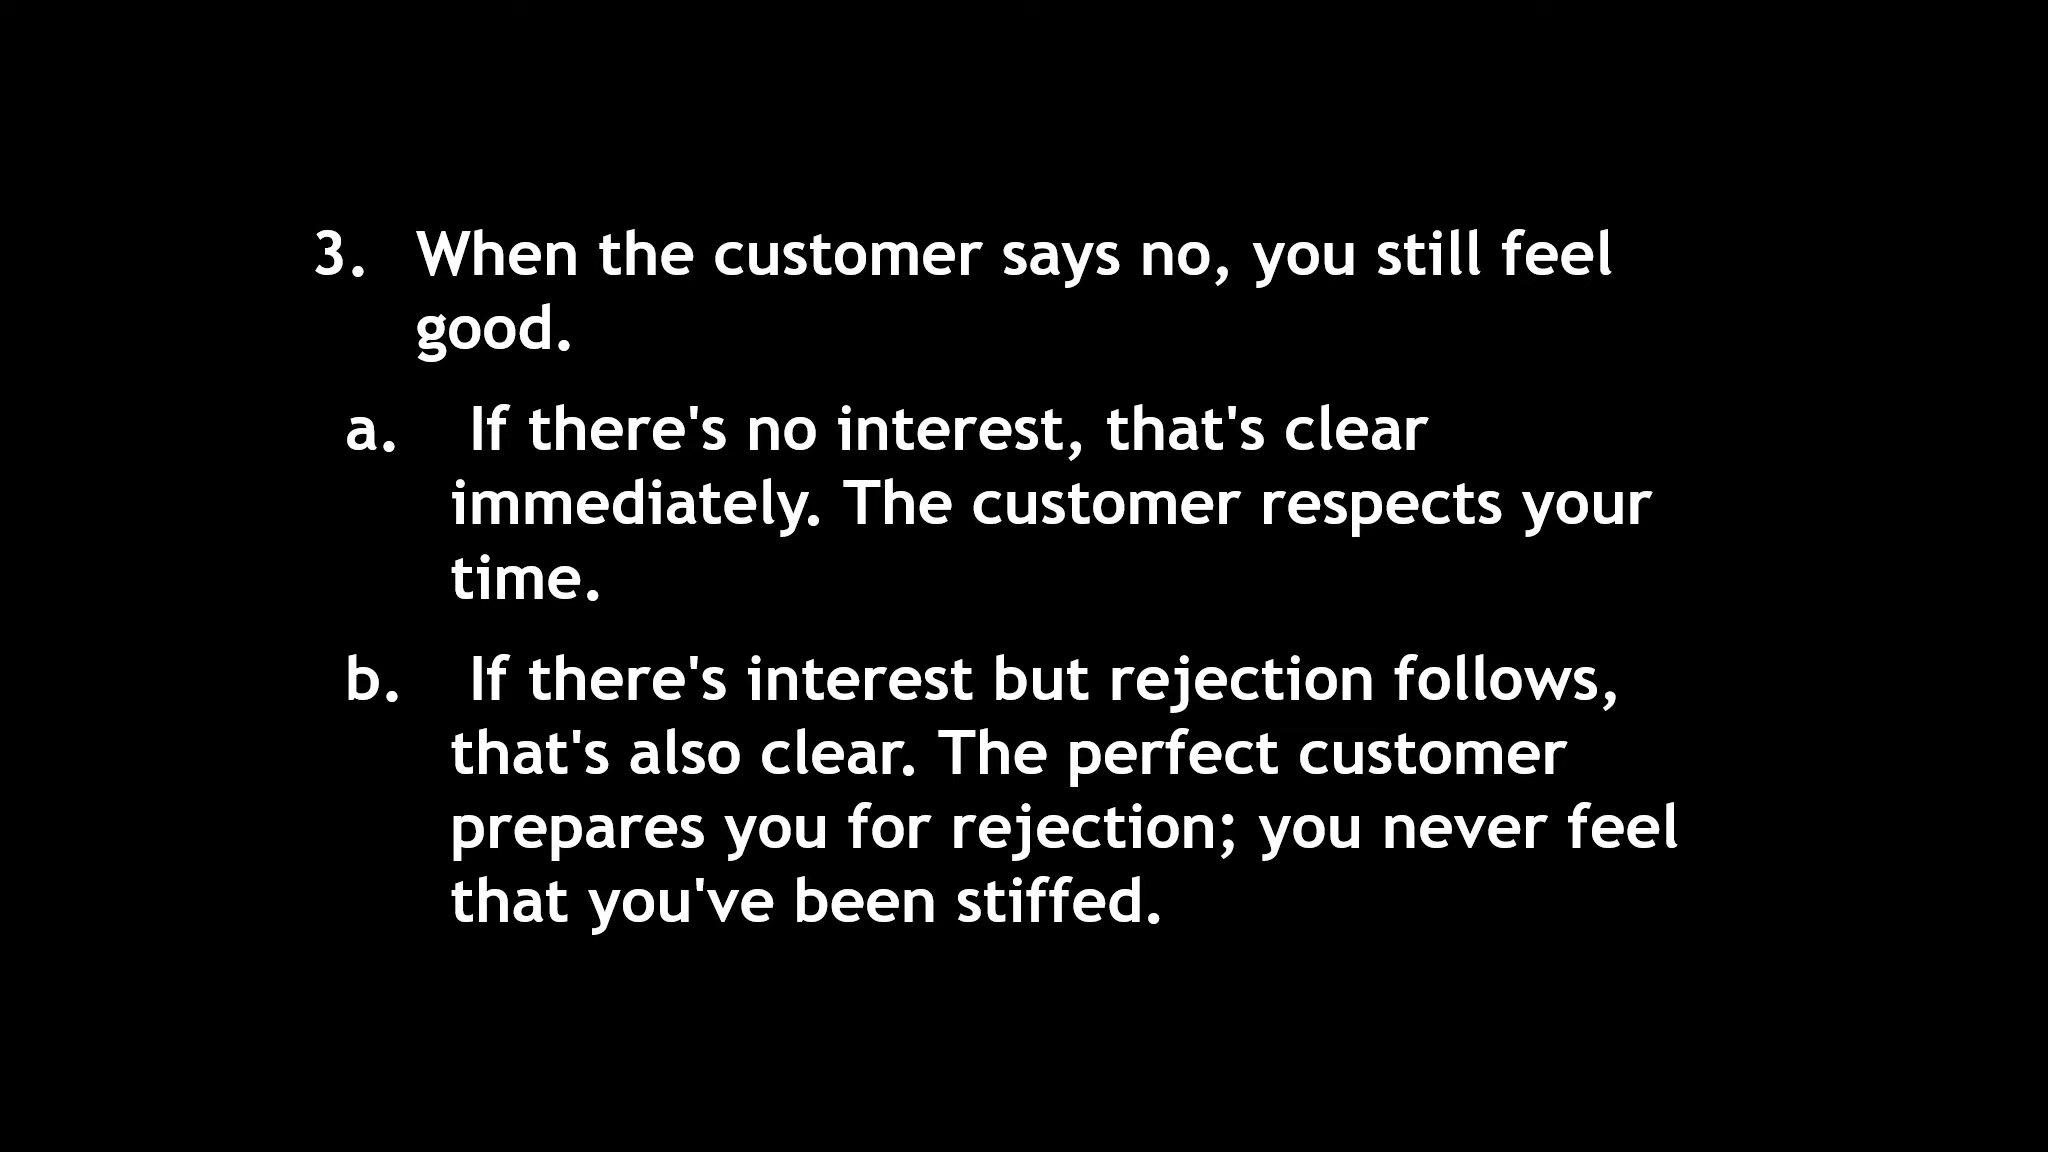 3. When the customer says no, you still feel
good.
a. If there's no interest, that's clear
immediately. The customer respects your
time.
b. If there's interest but rejection follows,
that's also clear. The perfect customer
prepares you for rejection; you never feel
that you've been stiffed.